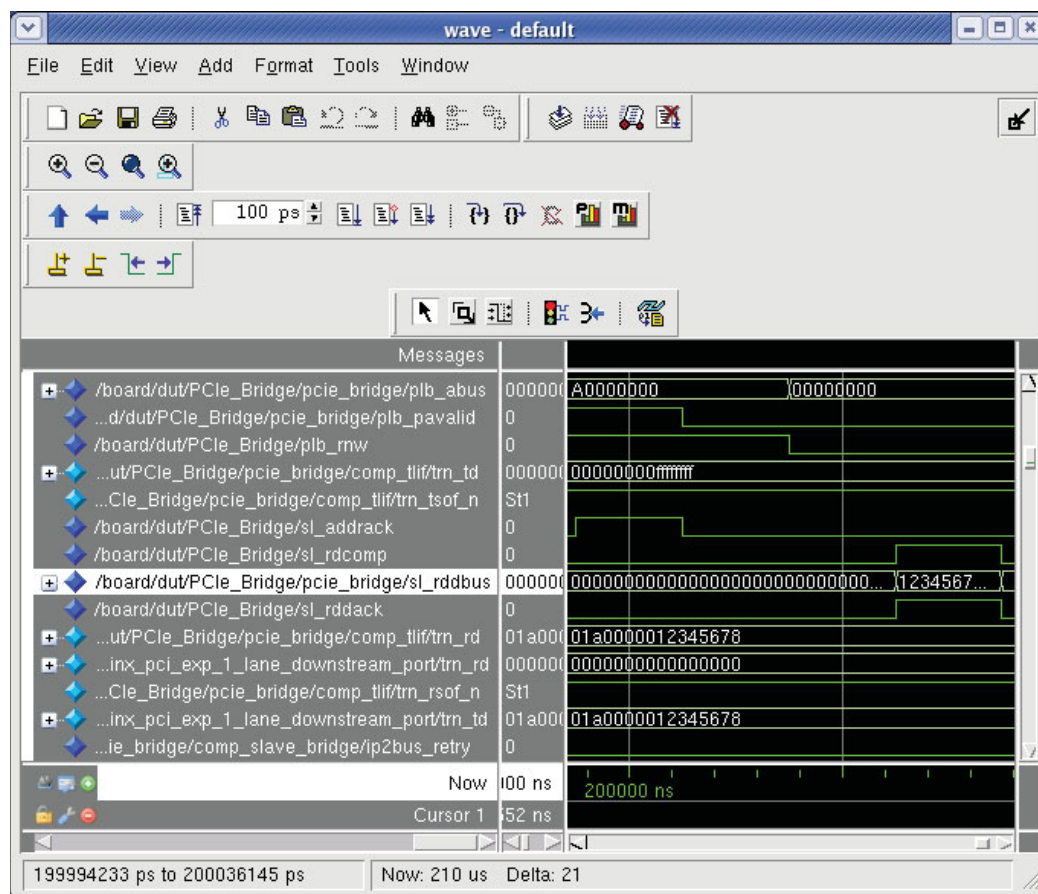 wave - default
File Edit View Add Format Tools Window
100 ps
Messages
/board/dut/PCIe_Bridge/pcie_bridge/plb_abus 000000 A0000000 00000000
...d/dut/PCIe_Bridge/pcie_bridge/plb_pavalid 0
/board/dut/PCIe_Bridge/plb_rnw 0
...ut/PCIe_Bridge/pcie_bridge/comp_tlif/trn_td 000000 00000000ffffffff
...CIe_Bridge/pcie_bridge/comp_tlif/trn_tsof_n St1
/board/dut/PCIe_Bridge/sl_addrack 0
/board/dut/PCIe_Bridge/sl_rdcomp 0
/board/dut/PCIe_Bridge/pcie_bridge/sl_rddbus 000000 00000000000000000000000000000... 1234567...
/board/dut/PCIe_Bridge/sl_rddack 0
...ut/PCIe_Bridge/pcie_bridge/comp_tlif/trn_rd 01a000 01a0000012345678
...inx_pci_exp_1_lane_downstream_port/trn_rd 000000 0000000000000000
...CIe_Bridge/pcie_bridge/comp_tlif/trn_rsof_n St1
...inx_pci_exp_1_lane_downstream_port/trn_td 01a000 01a0000012345678
...ie_bridge/comp_slave_bridge/ip2bus_retry 0
Now 00 ns 200000 ns
Cursor 1 52 ns
199994233 ps to 200036145 ps Now: 210 us Delta: 21